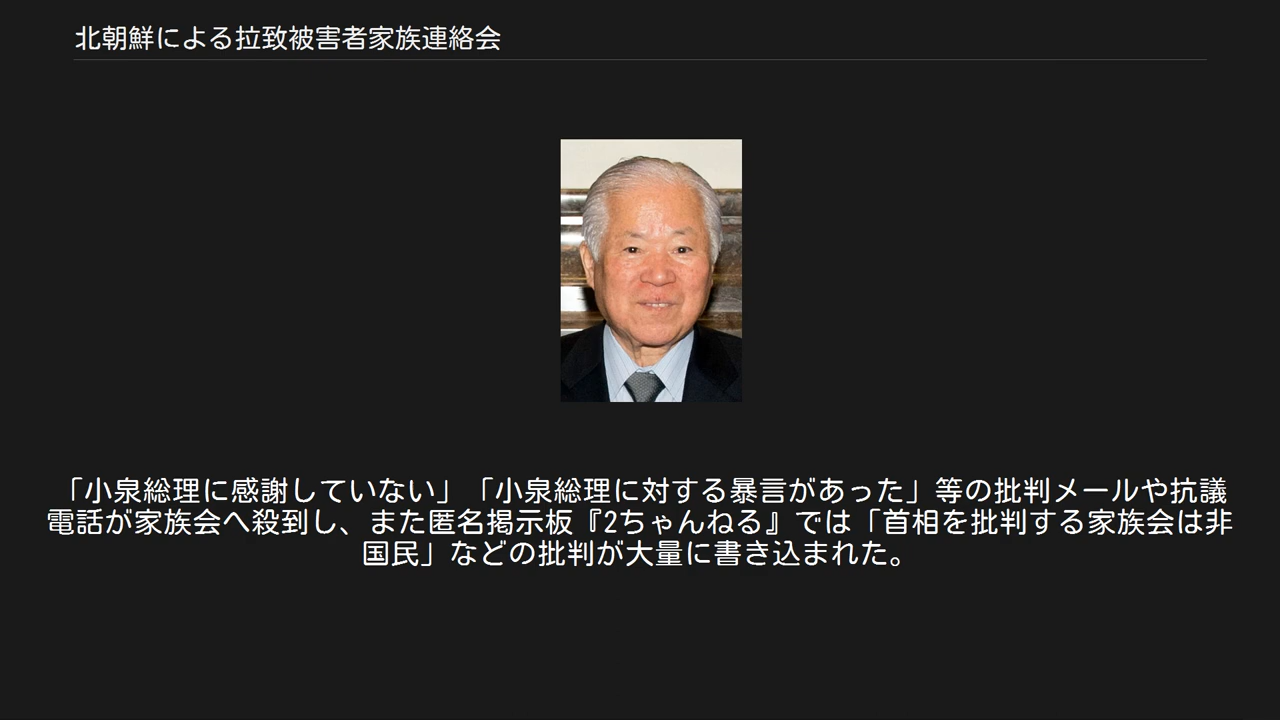 北朝鮮による拉致被害者家族連絡会
「小泉総理に感謝していない」「小泉総理に対する暴言があった」等の批判メールや抗議
電話が家族会へ殺到し、また匿名掲示板『2ちゃんねる』では「首相を批判する家族会は非
国民」などの批判が大量に書き込まれた。